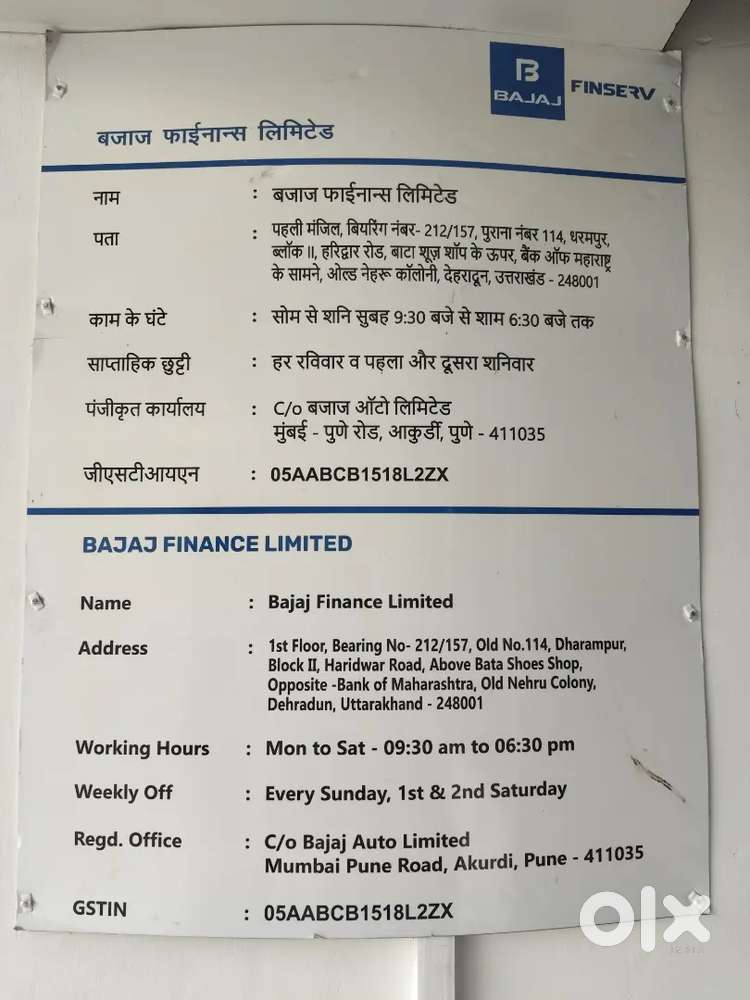 B
BAJAJ FINSERV
बजाज फाईनान्स लिमिटेड
नाम : बजाज फाईनान्स लिमिटेड
पता : पहली मंजिल, बियरिंग नंबर- 212/157, पुराना नंबर 114, धरमपुर,
ब्लॉक II, हरिद्वार रोड, बाटा शूज़ शॉप के ऊपर, बैंक ऑफ महाराष्ट्र
के सामने, ओल्ड नेहरू कॉलोनी, देहरादून, उत्तराखंड - 248001
काम के घंटे : सोम से शनि सुबह 9:30 बजे से शाम 6:30 बजे तक
साप्ताहिक छुट्टी : हर रविवार व पहला और दूसरा शनिवार
पंजीकृत कार्यालय : C/o बजाज ऑटो लिमिटेड
मुंबई - पुणे रोड, आकुर्डी, पुणे - 411035
जीएसटीआयएन : 05AABCB1518L2ZX
BAJAJ FINANCE LIMITED
Name : Bajaj Finance Limited
Address : 1st Floor, Bearing No- 212/157, Old No.114, Dharampur,
Block II, Haridwar Road, Above Bata Shoes Shop,
Opposite -Bank of Maharashtra, Old Nehru Colony,
Dehradun, Uttarakhand - 248001
Working Hours : Mon to Sat - 09:30 am to 06:30 pm
Weekly Off : Every Sunday, 1st & 2nd Saturday
Regd. Office : C/o Bajaj Auto Limited
Mumbai Pune Road, Akurdi, Pune - 411035
GSTIN : 05AABCB1518L2ZX
olx